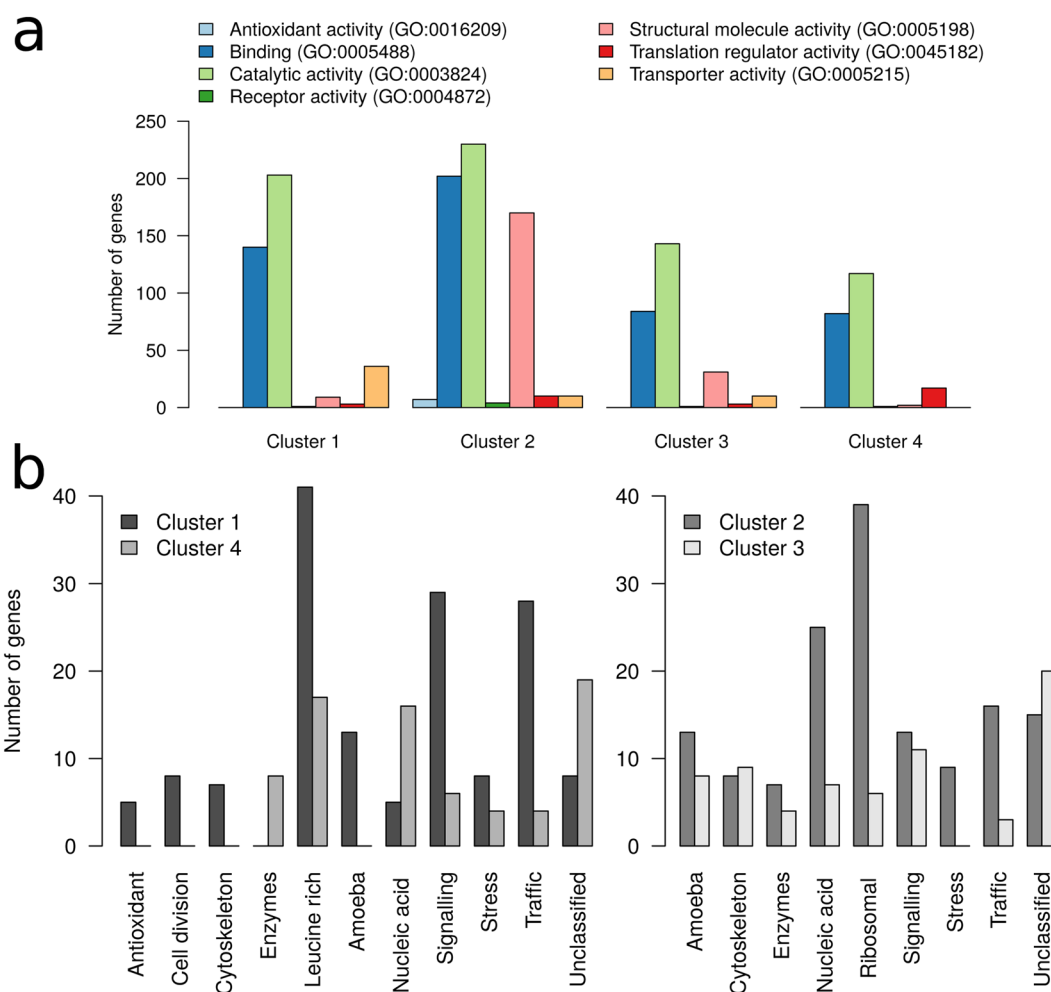 a
Antioxidant activity (GO:0016209)
Binding (GO:0005488)
Catalytic activity (GO:0003824)
Receptor activity (GO:0004872)
Structural molecule activity (GO:0005198)
Translation regulator activity (GO:0045182)
Transporter activity (GO:0005215)
Number of genes
250
200
150
100
50
0
Cluster 1
Cluster 2
Cluster 3
Cluster 4
b
Number of genes
40
30
20
10
0
Cluster 1
Cluster 4
Antioxidant
Cell division
Cytoskeleton
Enzymes
Leucine rich
Amoeba
Nucleic acid
Signalling
Stress
Traffic
Unclassified
40
30
20
10
0
Cluster 2
Cluster 3
Amoeba
Cytoskeleton
Enzymes
Nucleic acid
Ribosomal
Signalling
Stress
Traffic
Unclassified